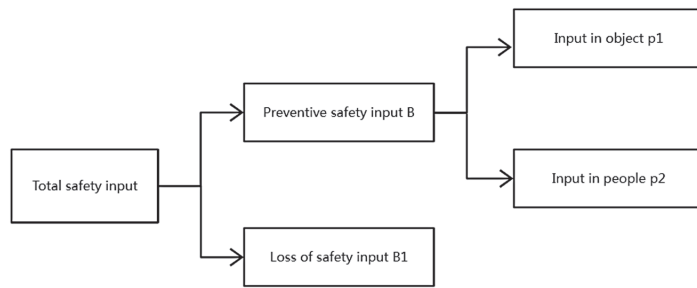 Input in object p1
Preventive safety input B
Total safety input
Input in people p2
Loss of safety input B1